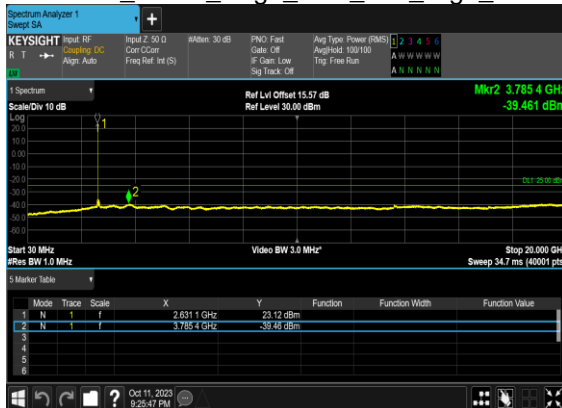 Spectrum Analyzer 1
Swept SA
+
KEYSIGHT Input: RF Input Z: 50 Ω #Atten: 30 dB PNO: Fast Avg Type: Power (RMS) 1 2 3 4 5 6
R T Coupling: DC Corr CCorr Gate: Off Avg|Hold: 100/100 A W W W W W
Align: Auto Freq Ref: Int (S) IF Gain: Low Trig: Free Run
LXI Sig Track: Off A N N N N N
1 Spectrum Ref Lvl Offset 15.57 dB Mkr2 3.785 4 GHz
Scale/Div 10 dB Ref Level 30.00 dBm -39.461 dBm
Log
20.0
10.0
0.00
-10.0
-20.0
-30.0
-40.0
-50.0
-60.0
1
2
DL1 -25.00 dBm
Start 30 MHz Video BW 3.0 MHz* Stop 20.000 GH
#Res BW 1.0 MHz Sweep 34.7 ms (40001 pts
5 Marker Table
Mode Trace Scale X Y Function Function Width Function Value
1 N 1 f 2.631 1 GHz 23.12 dBm
2 N 1 f 3.785 4 GHz -39.46 dBm
3
4
5
6
? Oct 11, 2023
9:25:47 PM